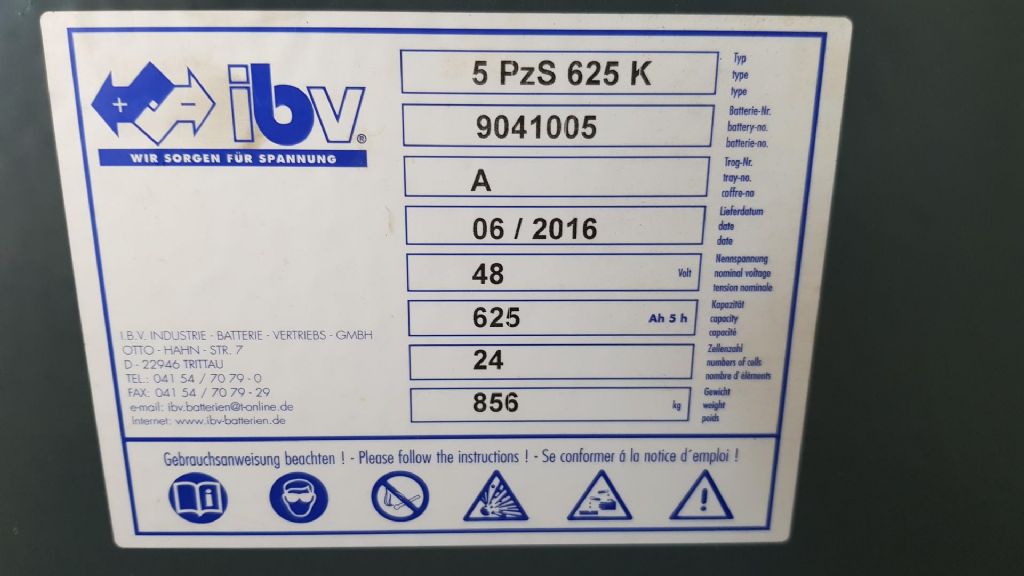 ibv®
WIR SORGEN FÜR SPANNUNG
5 PzS 625 K
Typ
type
type
9041005
Batterie-Nr.
battery-no.
batterie-no.
A
Trog-Nr.
tray-no.
coffre-no
06 / 2016
Lieferdatum
date
date
48 Volt
Nennspannung
nominal voltage
tension nominale
625 Ah 5 h
Kapazität
capacity
capacité
24
Zellenzahl
numbers of cells
nombre d'éléments
856 kg
Gewicht
weight
poids
I.B.V. INDUSTRIE - BATTERIE - VERTRIEBS - GMBH
OTTO - HAHN - STR. 7
D - 22946 TRITTAU
TEL.: 041 54 / 70 79 - 0
FAX: 041 54 / 70 79 - 29
e-mail: ibv.batterien@t-online.de
Internet: www.ibv-batterien.de
Gebrauchsanweisung beachten ! - Please follow the instructions ! - Se conformer á la notice d´emploi !